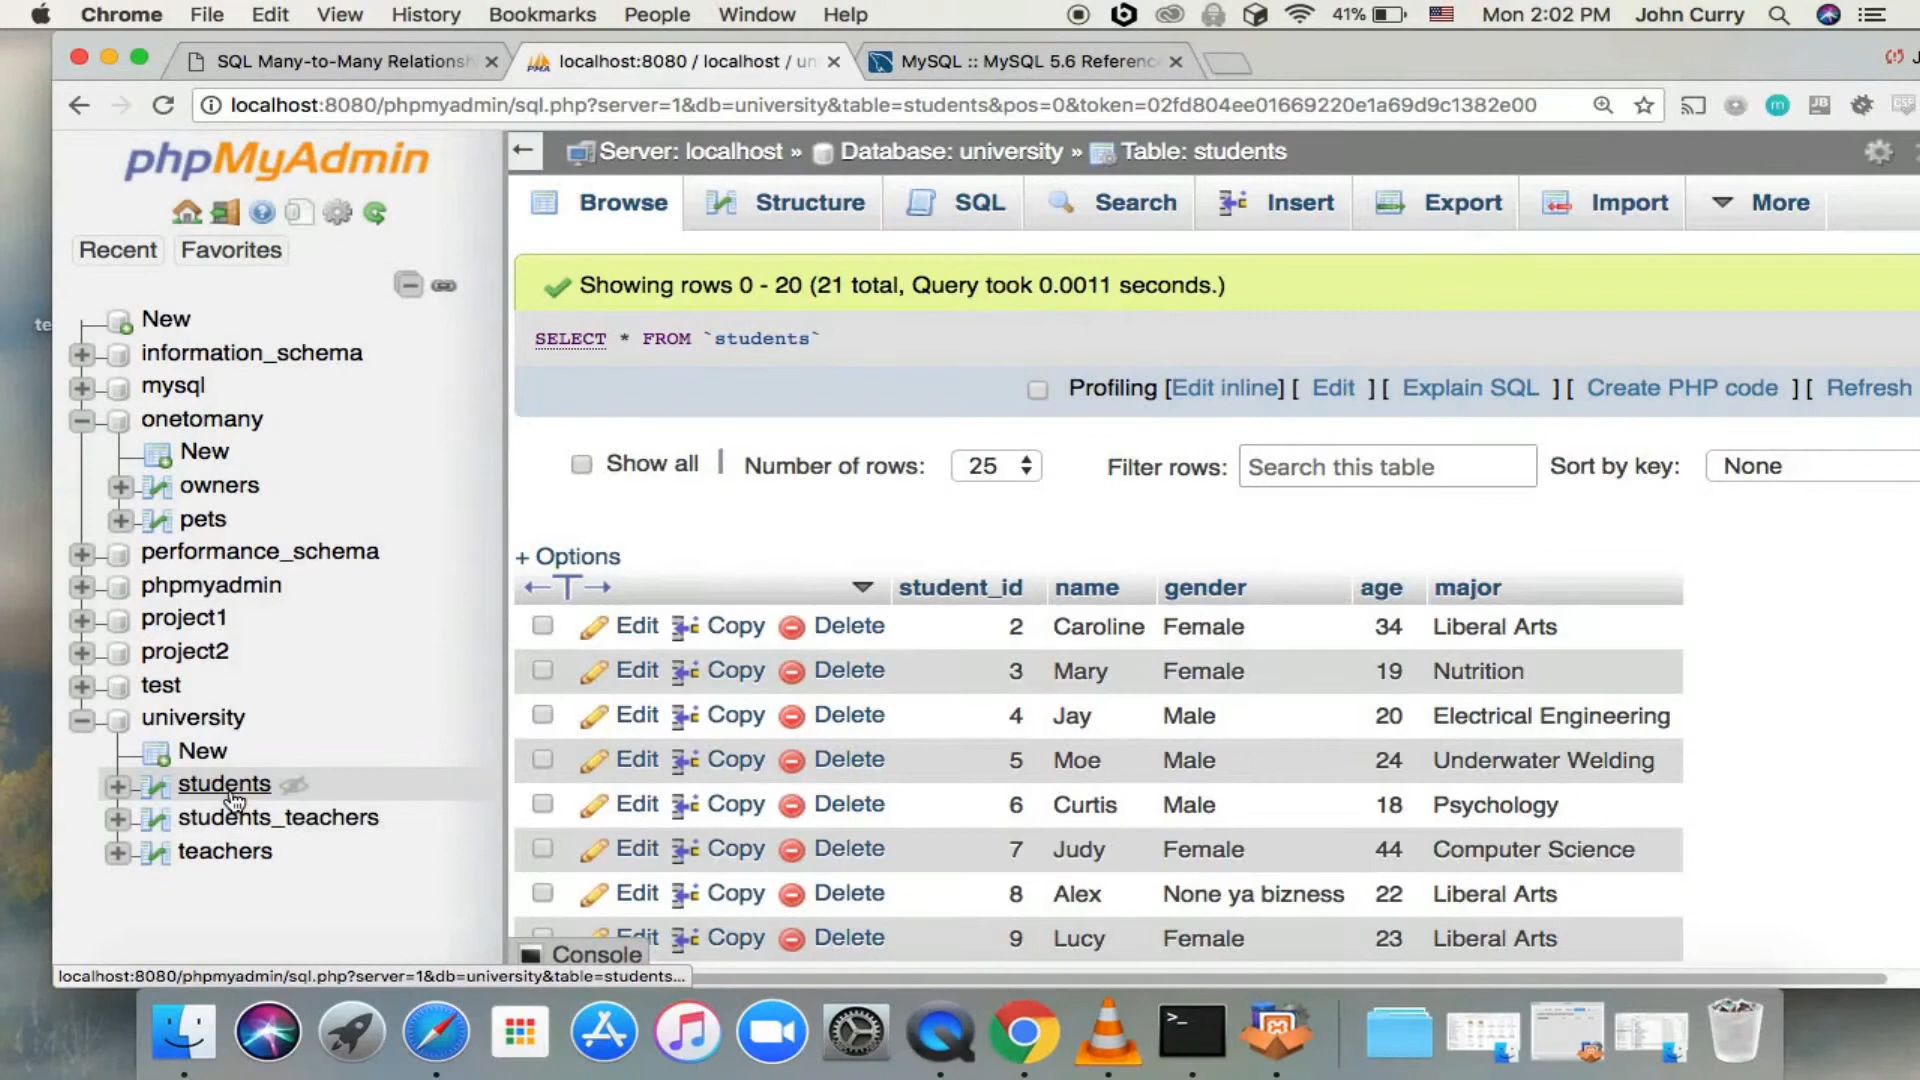 Chrome File Edit View History Bookmarks People Window Help 41% Mon 2:02 PM John Curry
SQL Many-to-Many Relationsh localhost:8080 / localhost / un MySQL :: MySQL 5.6 Referenc
localhost:8080/phpmyadmin/sql.php?server=1&db=university&table=students&pos=0&token=02fd804ee01669220e1a69d9c1382e00
phpMyAdmin
Recent Favorites
New
information_schema
mysql
onetomany
New
owners
pets
performance_schema
phpmyadmin
project1
project2
test
university
New
students
students_teachers
teachers
localhost:8080/phpmyadmin/sql.php?server=1&db=university&table=students...
Server: localhost » Database: university » Table: students
Browse Structure SQL Search Insert Export Import More
Showing rows 0 - 20 (21 total, Query took 0.0011 seconds.)
SELECT * FROM `students`
Profiling [Edit inline] [ Edit ] [ Explain SQL ] [ Create PHP code ] [ Refresh
Show all | Number of rows: 25 Filter rows: Search this table Sort by key: None
+ Options
←T→ student_id name gender age major
Edit Copy Delete 2 Caroline Female 34 Liberal Arts
Edit Copy Delete 3 Mary Female 19 Nutrition
Edit Copy Delete 4 Jay Male 20 Electrical Engineering
Edit Copy Delete 5 Moe Male 24 Underwater Welding
Edit Copy Delete 6 Curtis Male 18 Psychology
Edit Copy Delete 7 Judy Female 44 Computer Science
Edit Copy Delete 8 Alex None ya bizness 22 Liberal Arts
Edit Copy Delete 9 Lucy Female 23 Liberal Arts
Console